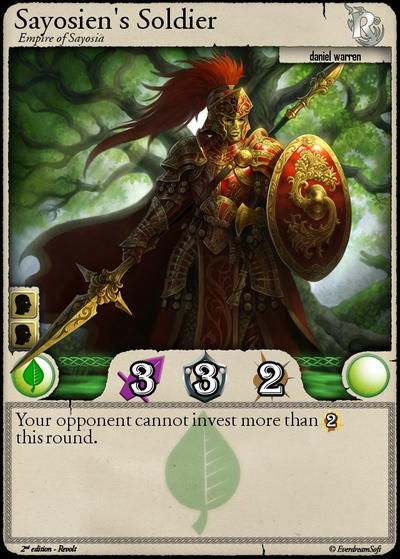 Sayosien's Soldier
Empire of Sayosia
R
daniel warren
3 3 2
Your opponent cannot invest more than 2
this round.
2nd edition - Revolt
© EverdreamSoft